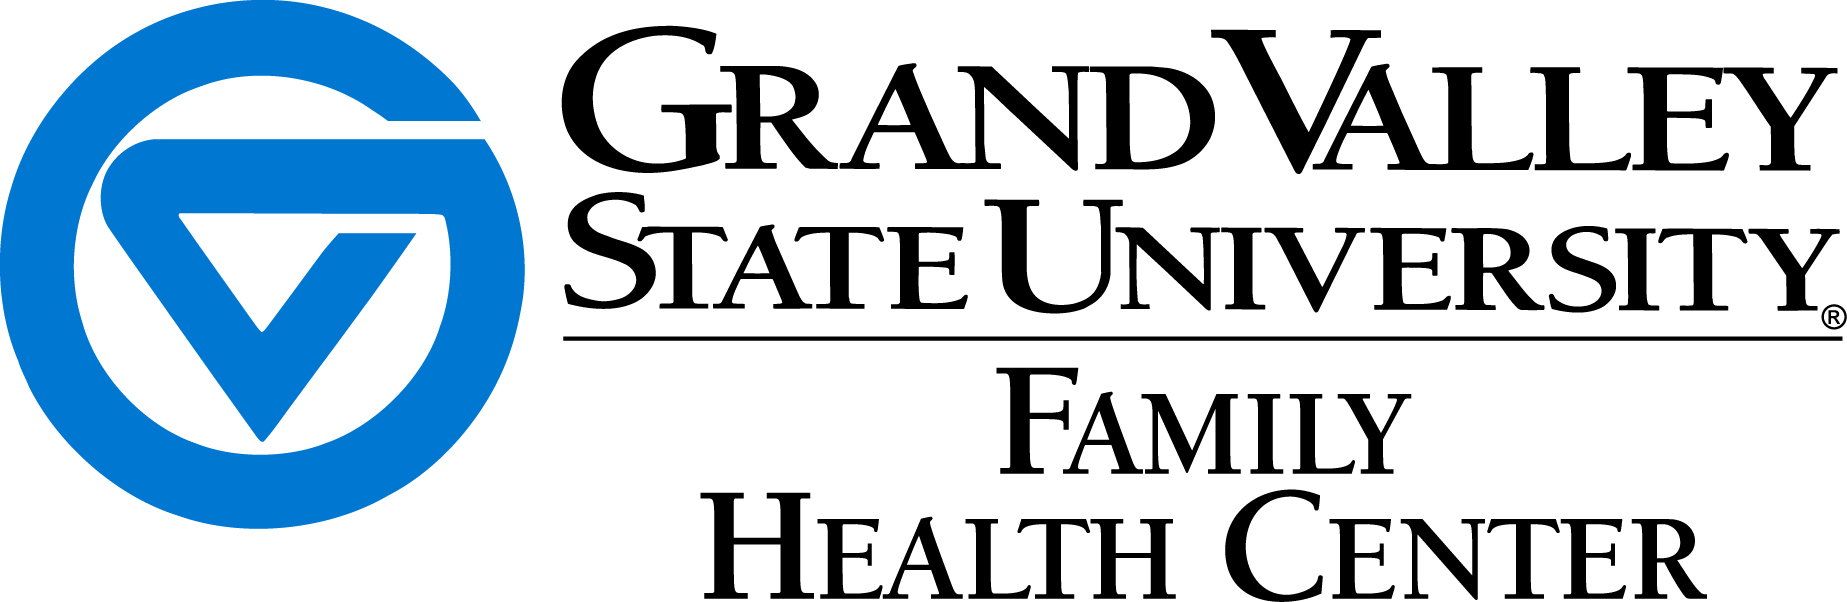 GRAND VALLEY
STATE UNIVERSITY®
FAMILY
HEALTH CENTER